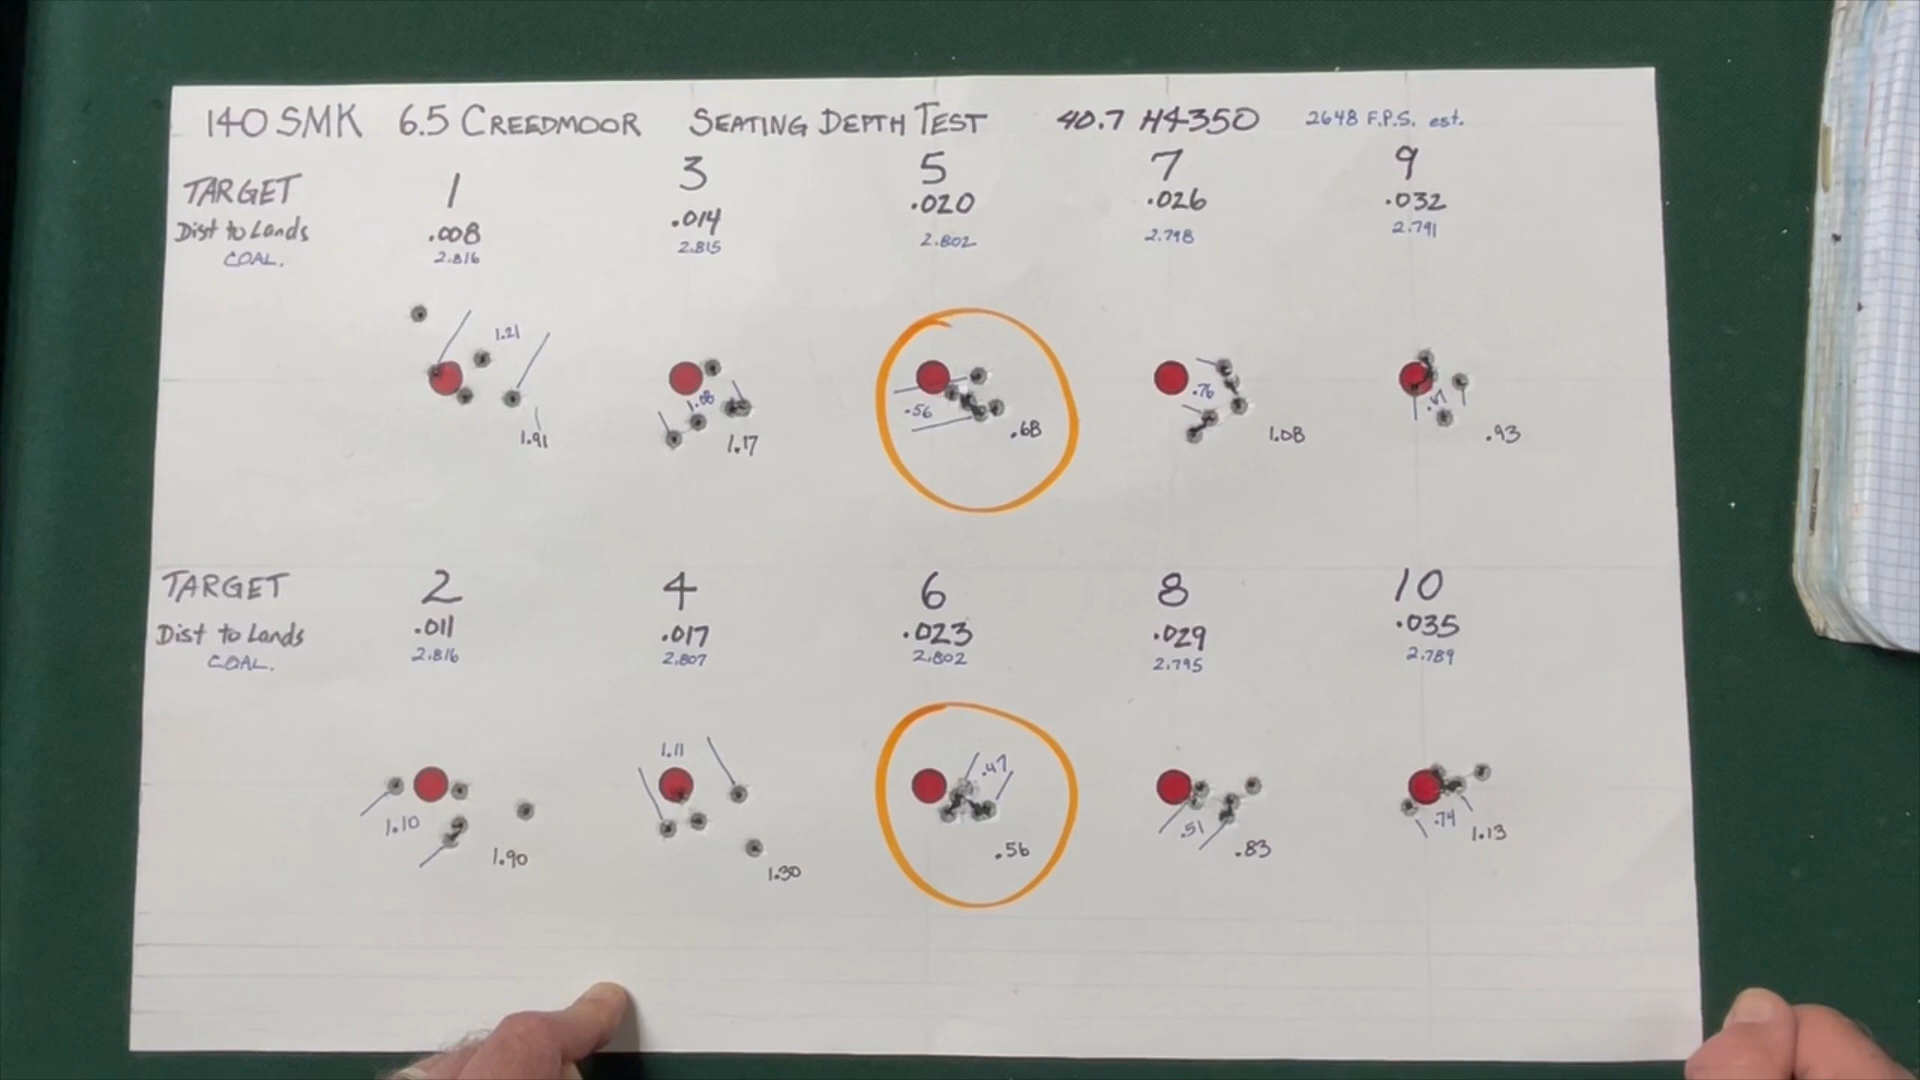 140 SMK 6.5 CREEDMOOR SEATING DEPTH TEST 40.7 H4350 2648 F.P.S. est.
TARGET 1 3 5 7 9
Dist to Lands .008 .014 .020 .026 .032
COAL. 2.816 2.815 2.802 2.798 2.791
1.21 1.08 .56 .76
1.91 1.17 .68 1.08 .93
TARGET 2 4 6 8 10
Dist to Lands .011 .017 .023 .029 .035
COAL. 2.816 2.807 2.802 2.795 2.789
1.10 1.11 .47 .51 .74
1.90 1.30 .56 .83 1.13